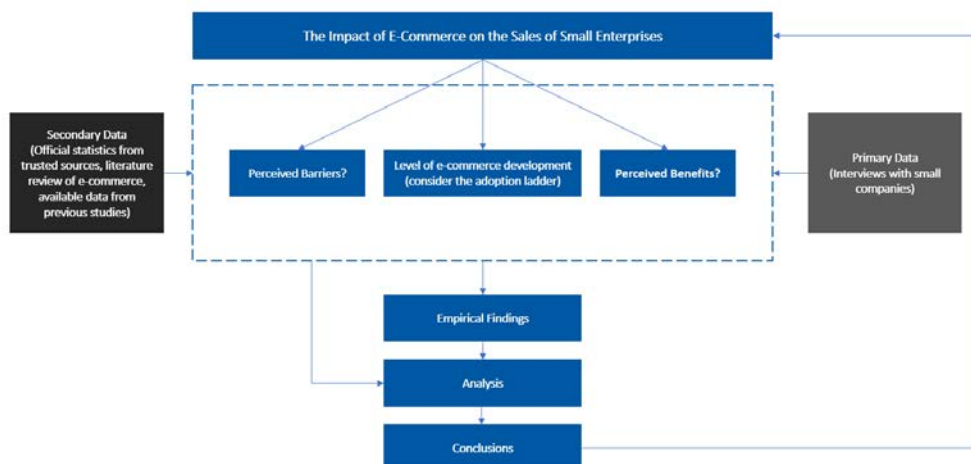 The Impact of E-Commerce on the Sales of Small Enterprises
Secondary Data
(Official statistics from
trusted sources, literature
review of e-commerce,
available data from
previous studies)
Perceived Barriers?
Level of e-commerce development
(consider the adoption ladder)
Perceived Benefits?
Primary Data
(Interviews with small
companies)
Empirical Findings
Analysis
Conclusions